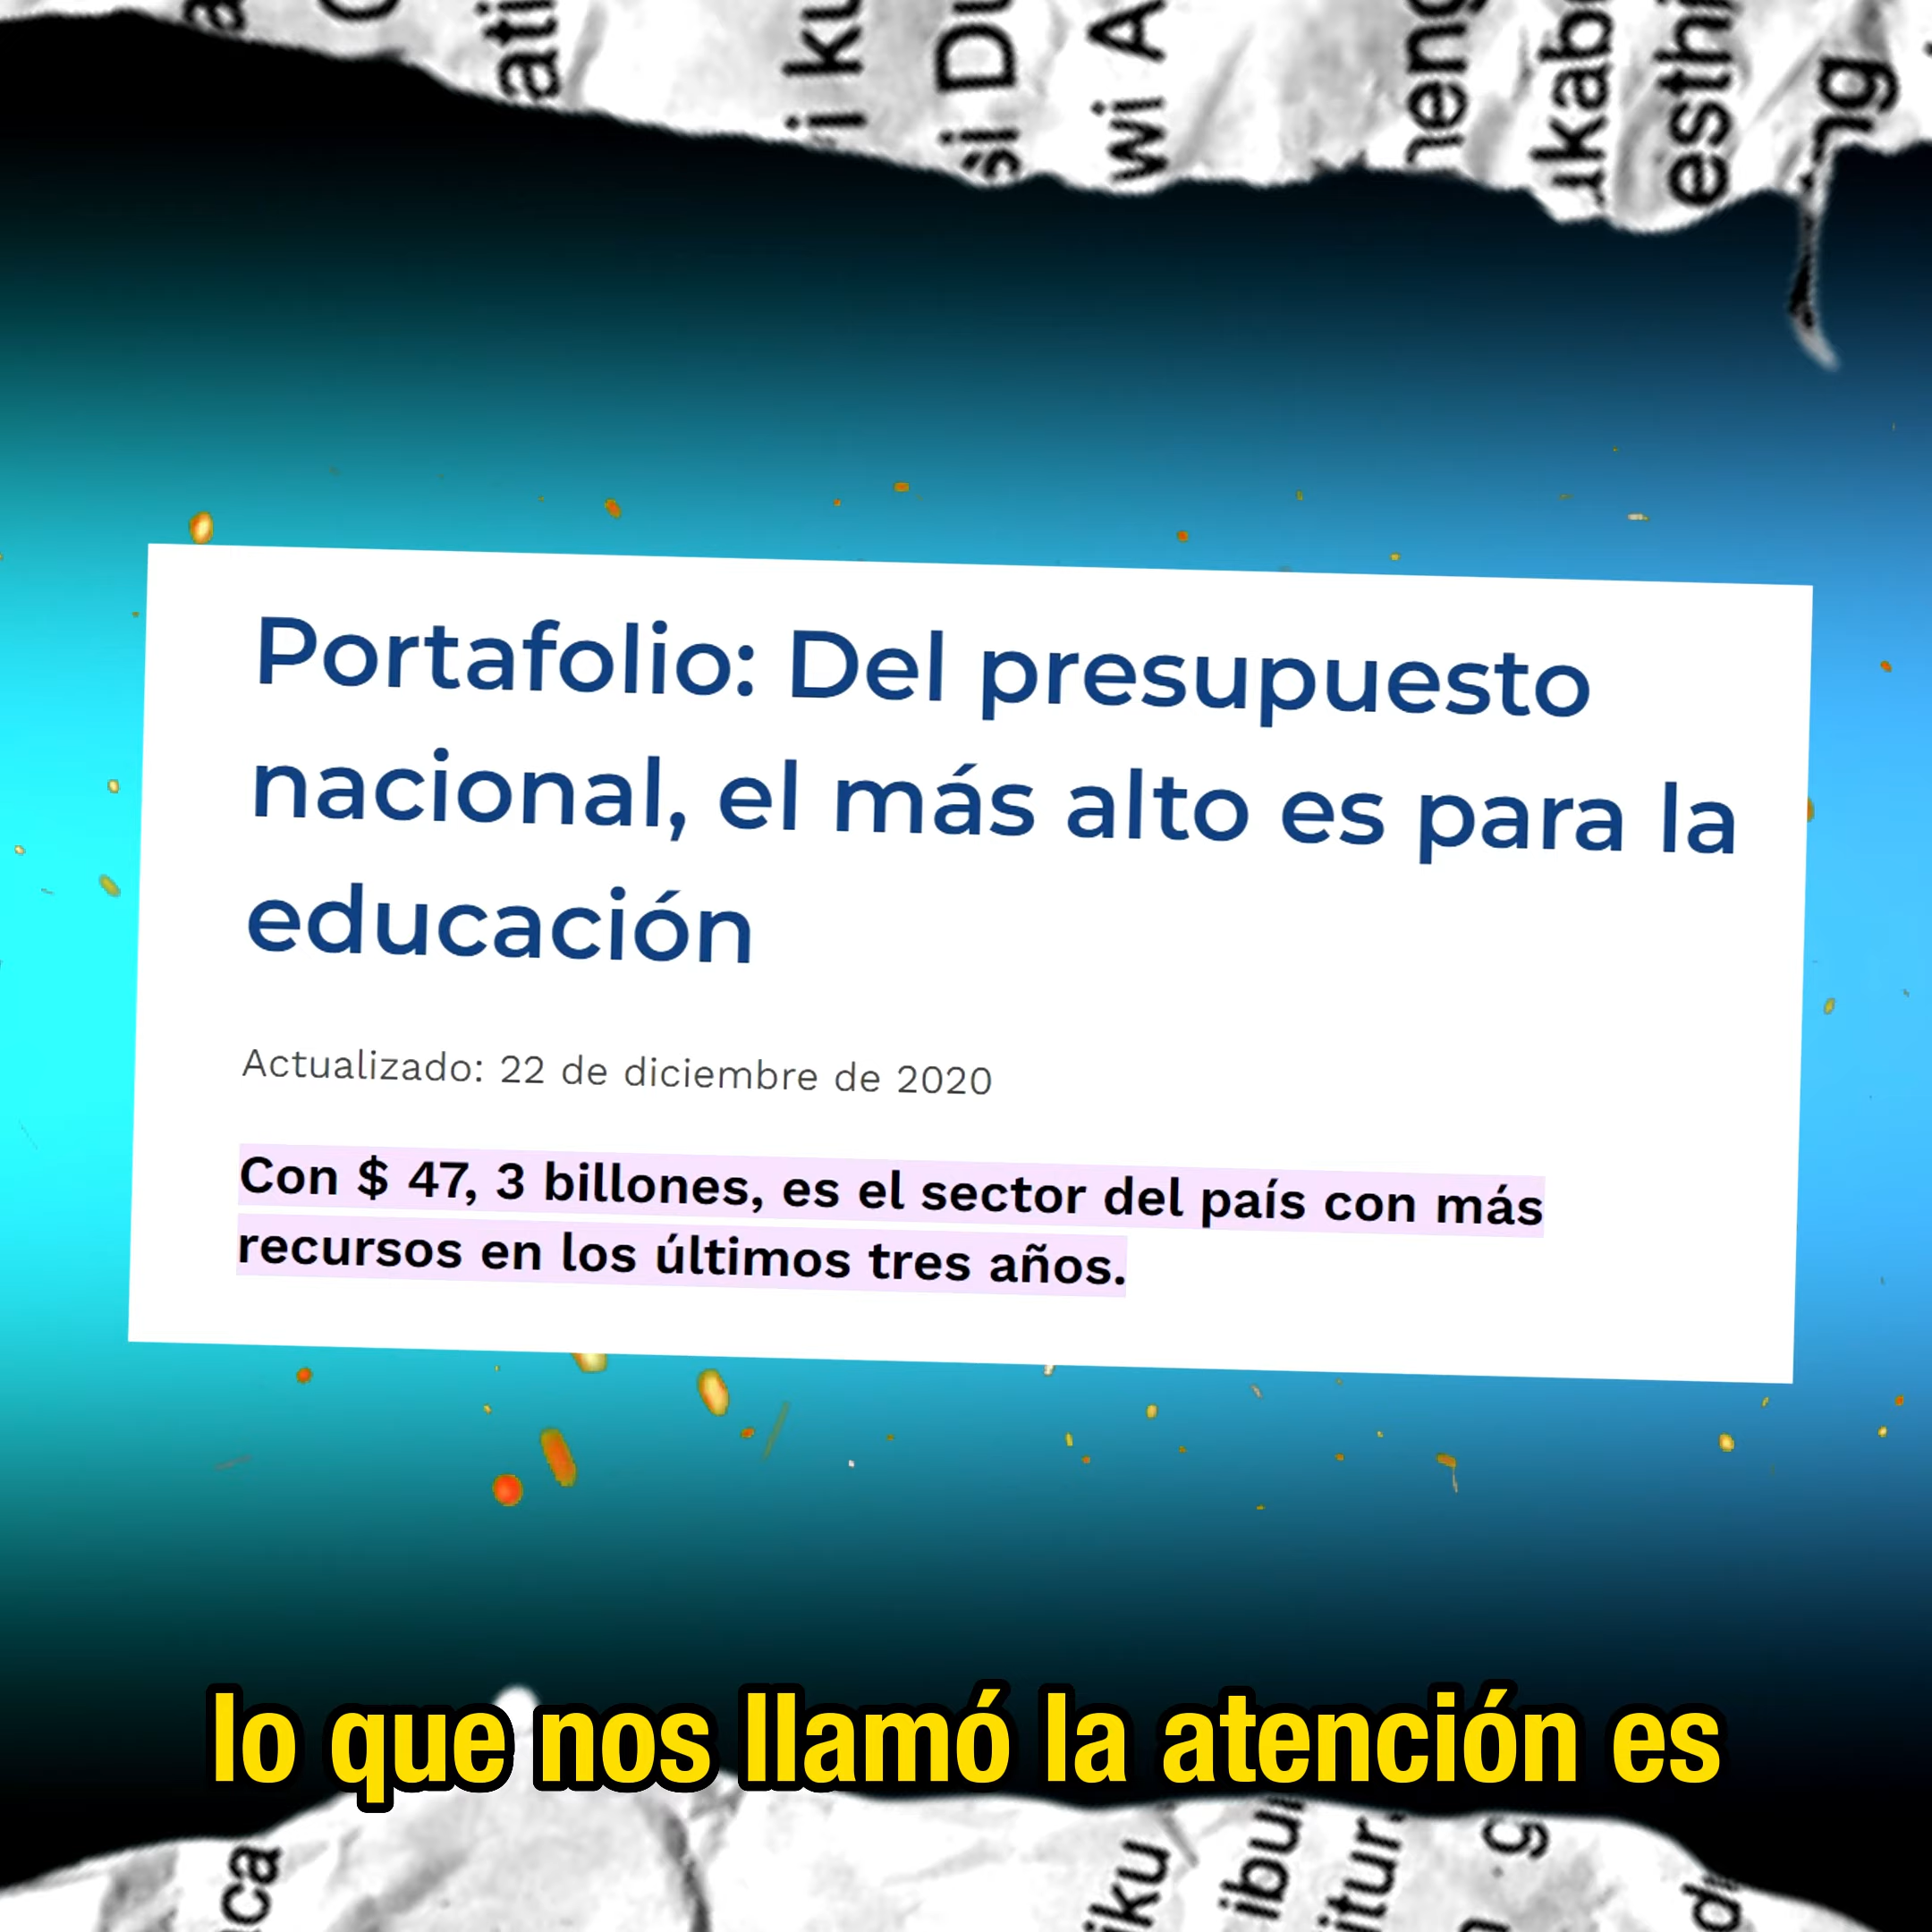 Portafolio: Del presupuesto
nacional, el más alto es para la
educación
Actualizado: 22 de diciembre de 2020
Con $ 47, 3 billones, es el sector del país con más
recursos en los últimos tres años.
lo que nos llamó la atención es